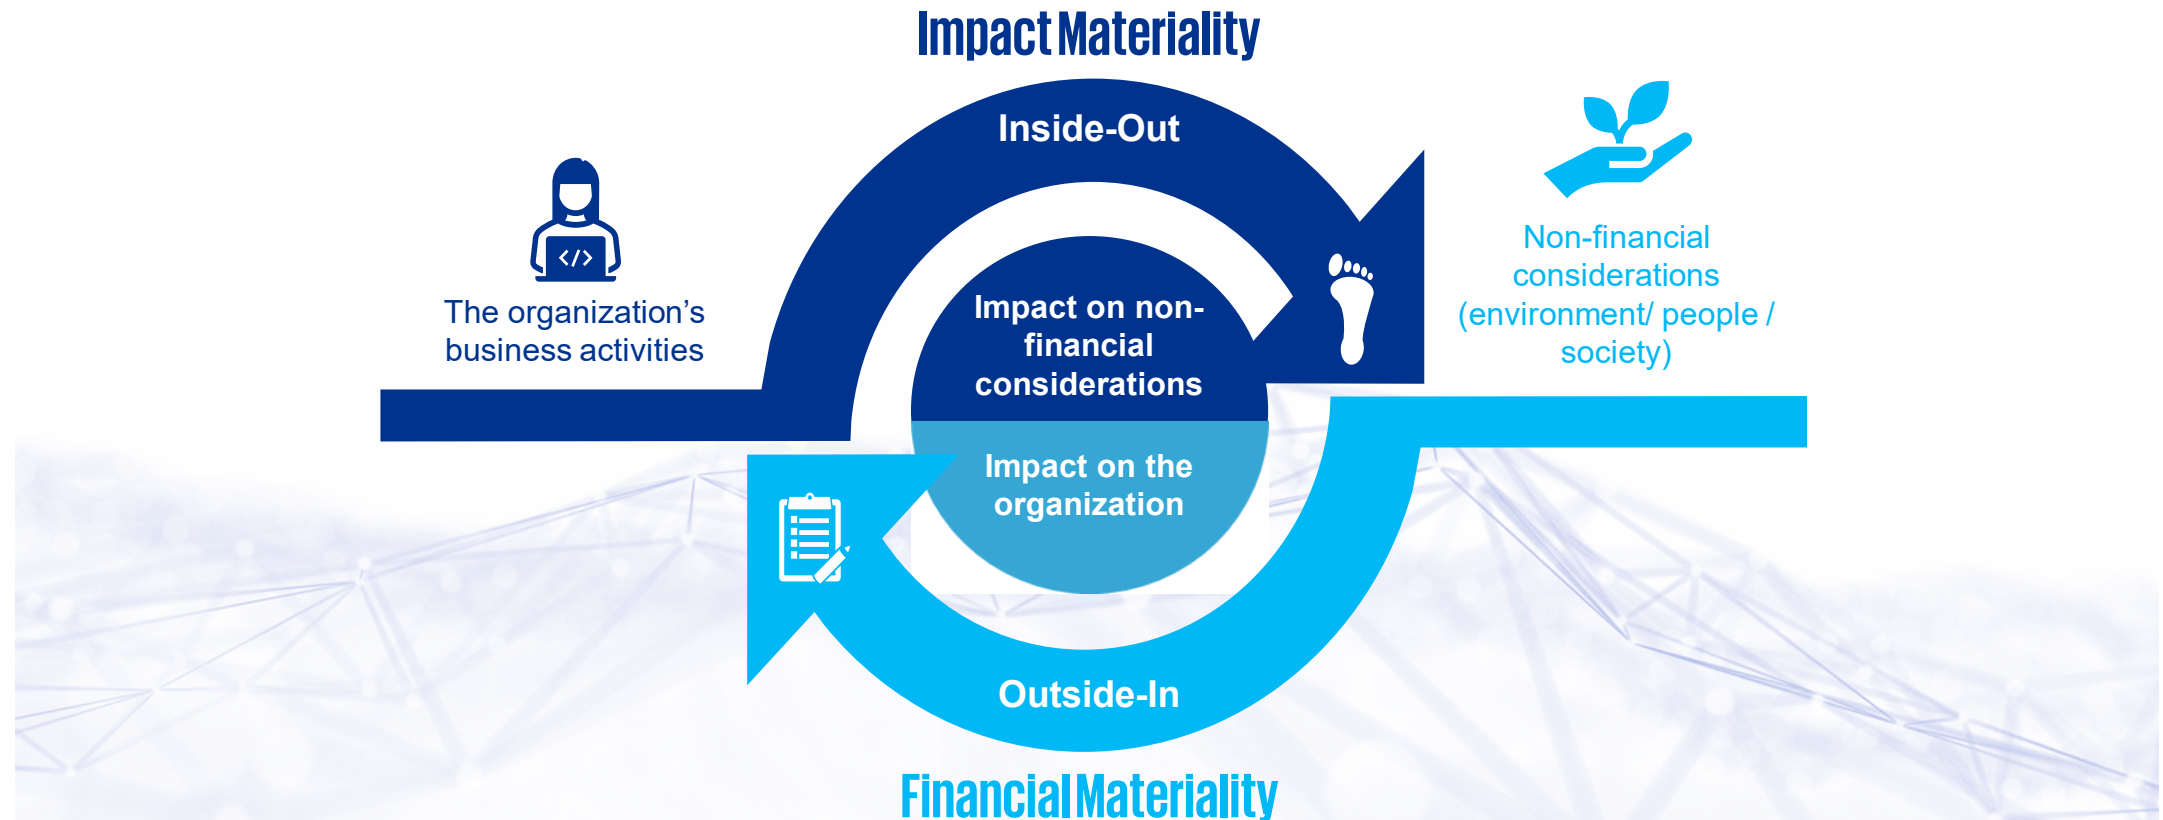 Impact Materiality
Inside-Out
The organization’s
business activities
Impact on non-
financial
considerations
Non-financial
considerations
(environment/ people /
society)
</>
Impact on the
organization
Outside-In
Financial Materiality